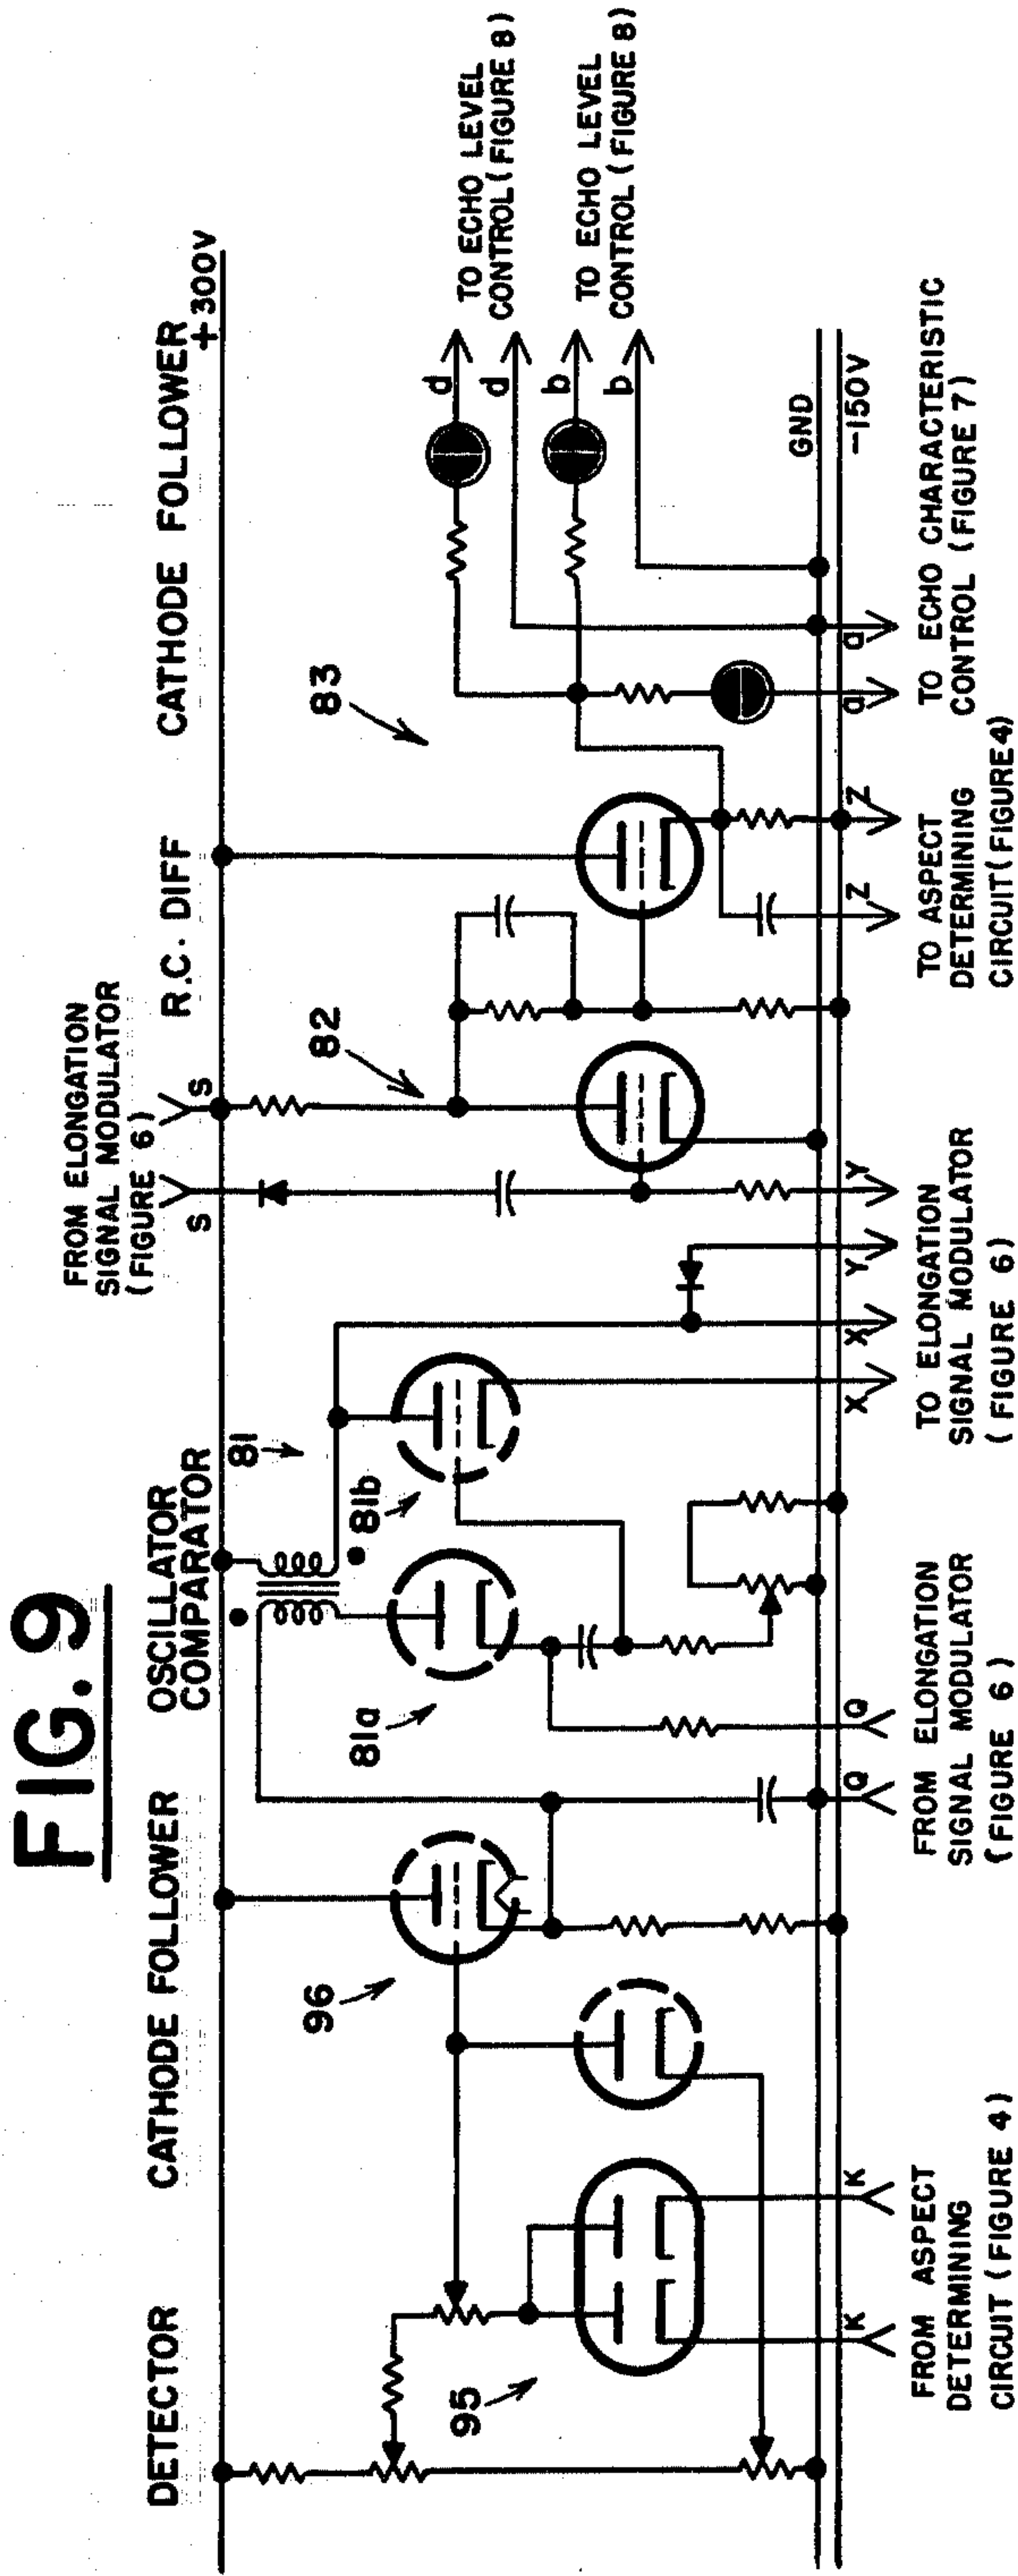 FIG. 9
DETECTOR
CATHODE FOLLOWER
OSCILLATOR
COMPARATOR
FROM ELONGATION
SIGNAL MODULATOR
(FIGURE 6)
R.C. DIFF
CATHODE FOLLOWER
+300V
S
S
95
96
81a
81b
81
82
83
d
d
b
b
TO ECHO LEVEL
CONTROL (FIGURE 8)
TO ECHO LEVEL
CONTROL (FIGURE 8)
GND
-150V
K
K
Q
Q
X
X
Y
Y
Z
Z
a
a
FROM ASPECT
DETERMINING
CIRCUIT (FIGURE 4)
FROM ELONGATION
SIGNAL MODULATOR
(FIGURE 6)
TO ELONGATION
SIGNAL MODULATOR
(FIGURE 6)
TO ASPECT
DETERMINING
CIRCUIT (FIGURE 4)
TO ECHO CHARACTERISTIC
CONTROL (FIGURE 7)